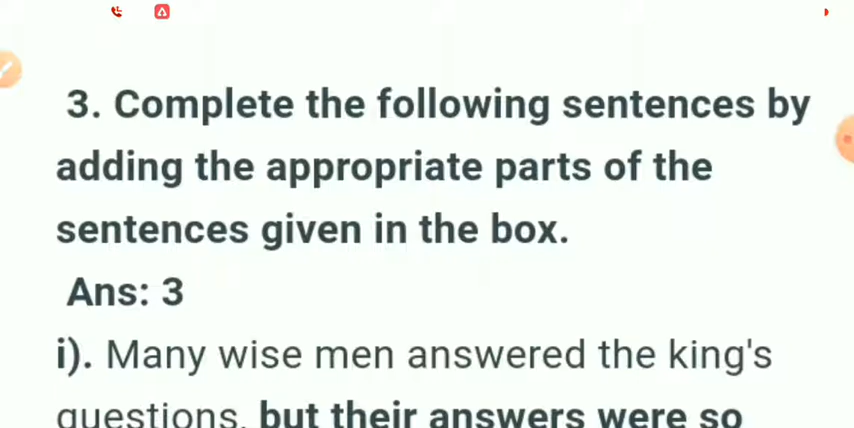 3. Complete the following sentences by
adding the appropriate parts of the
sentences given in the box.
Ans: 3
i). Many wise men answered the king's
questions, but their answers were so